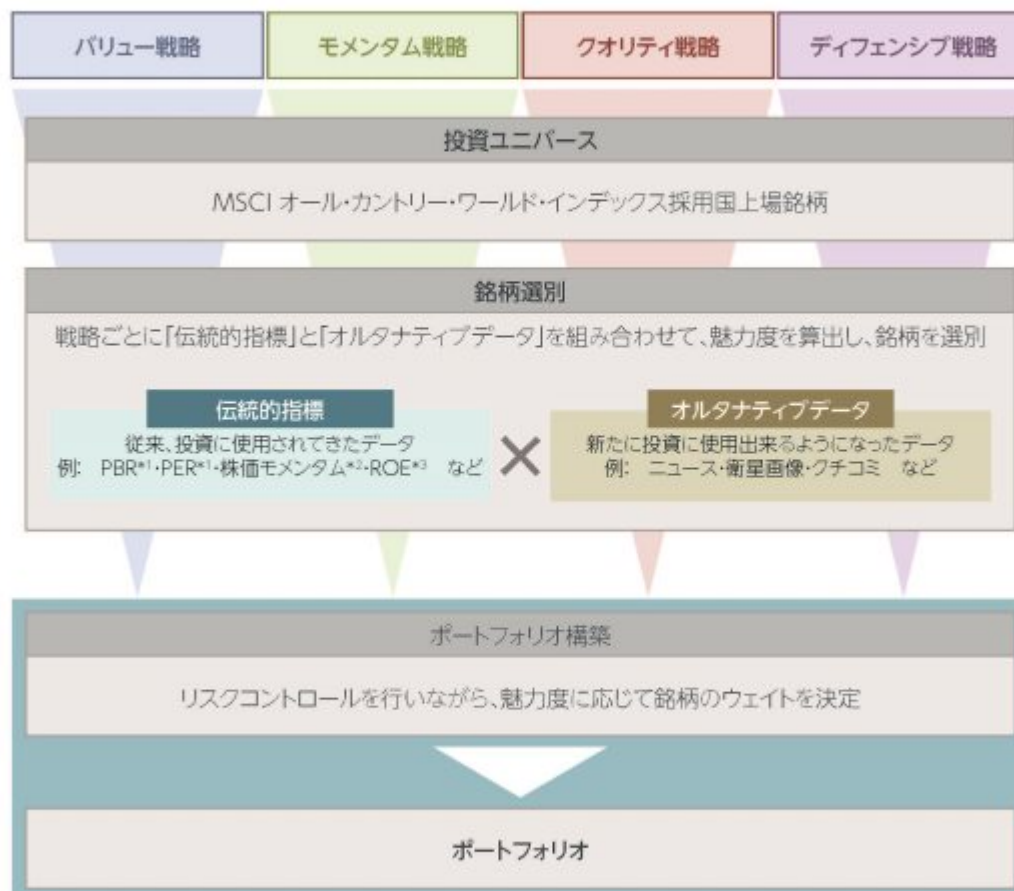 バリュー戦略
モメンタム戦略
クオリティ戦略
ディフェンシブ戦略
投資ユニバース
MSCI オール・カントリー・ワールド・インデックス採用国上場銘柄
銘柄選別
戦略ごとに「伝統的指標」と「オルタナティブデータ」を組み合わせて、魅力度を算出し、銘柄を選別
伝統的指標
従来、投資に使用されてきたデータ
例: PBR*1・PER*1・株価モメンタム*2・ROE*3 など
×
オルタナティブデータ
新たに投資に使用出来るようになったデータ
例: ニュース・衛星画像・クチコミ など
ポートフォリオ構築
リスクコントロールを行いながら、魅力度に応じて銘柄のウェイトを決定
ポートフォリオ